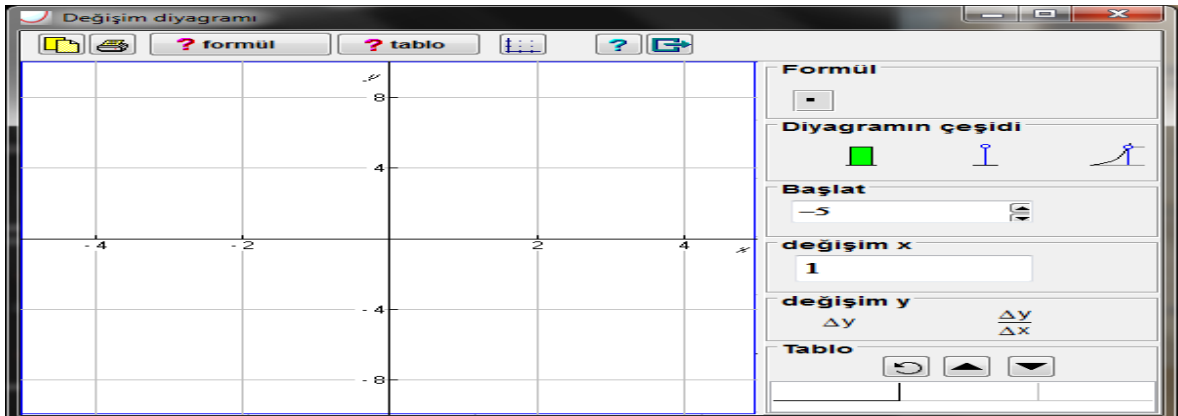 Değişim diyagramı
? formül ? tablo ?
y
8
4
-4 -2 2 4 x
-4
-8
Formül
Diyagramın çeşidi
Başlat
-5
değişim x
1
değişim y
Δy Δy/Δx
Tablo